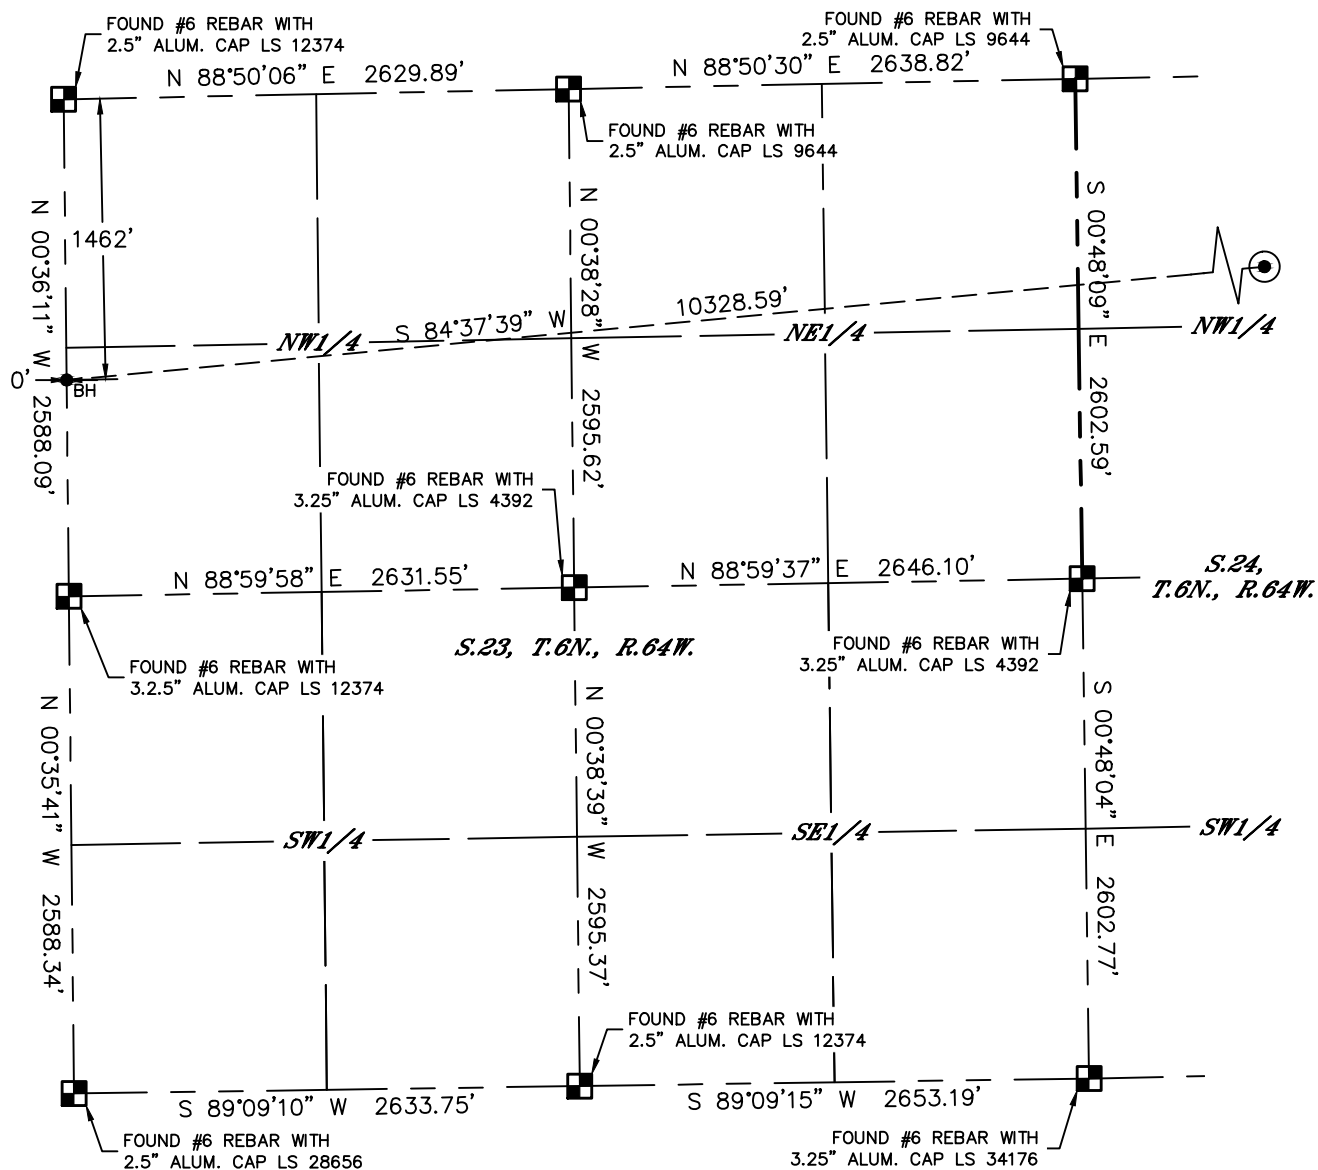 FOUND #6 REBAR WITH
2.5" ALUM. CAP LS 12374
FOUND #6 REBAR WITH
2.5" ALUM. CAP LS 9644
N 88°50'06" E 2629.89'
N 88°50'30" E 2638.82'
FOUND #6 REBAR WITH
2.5" ALUM. CAP LS 9644
N 00°36'11" W 2588.09'
1462'
N 00°38'28" W 2595.62'
S 00°48'09" E 2602.59'
S 84°37'39" W
10328.59'
NW1/4
NE1/4
NW1/4
0'
BH
FOUND #6 REBAR WITH
3.25" ALUM. CAP LS 4392
N 88°59'58" E 2631.55'
N 88°59'37" E 2646.10'
S.24,
T.6N., R.64W.
S.23, T.6N., R.64W.
FOUND #6 REBAR WITH
3.2.5" ALUM. CAP LS 12374
FOUND #6 REBAR WITH
3.25" ALUM. CAP LS 4392
N 00°35'41" W 2588.34'
N 00°38'39" W 2595.37'
S 00°48'04" E 2602.77'
SW1/4
SE1/4
SW1/4
FOUND #6 REBAR WITH
2.5" ALUM. CAP LS 12374
S 89°09'10" W 2633.75'
S 89°09'15" W 2653.19'
FOUND #6 REBAR WITH
2.5" ALUM. CAP LS 28656
FOUND #6 REBAR WITH
3.25" ALUM. CAP LS 34176